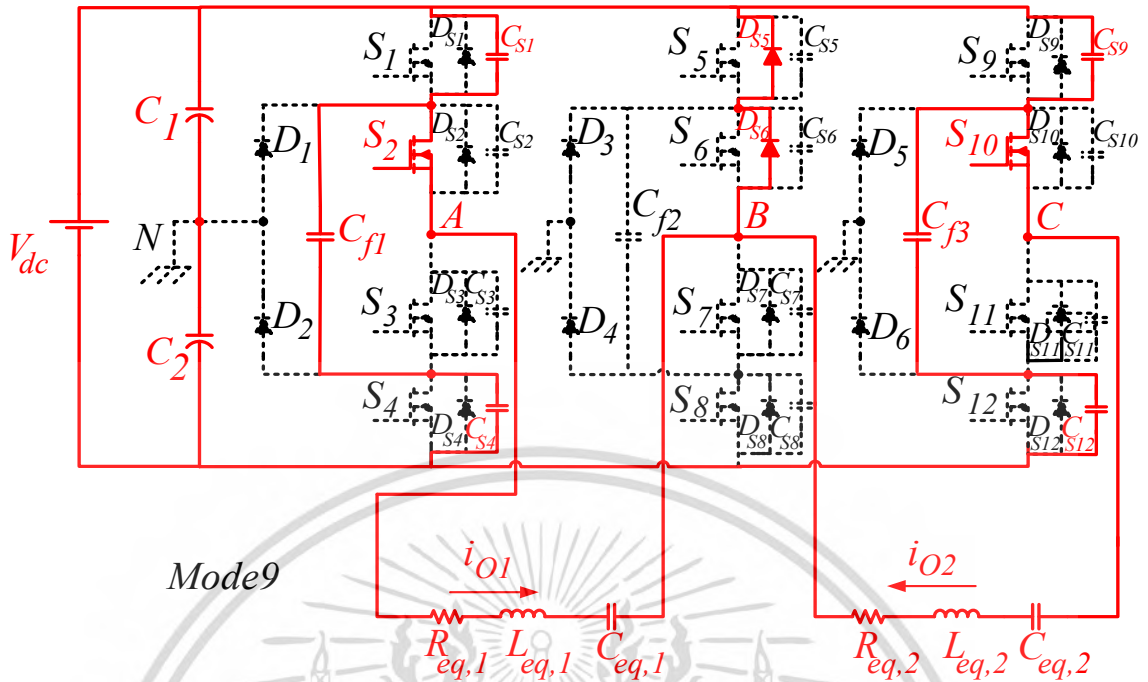 S1 DS1 CS1 S5 DS5 CS5 S9 DS9 CS9
C1 D1 S2 DS2 CS2 D3 S6 DS6 CS6 D5 S10 DS10 CS10
Vdc N Cf1 A Cf2 B Cf3 C
C2 D2 S3 DS3 CS3 D4 S7 DS7 CS7 D6 S11 DS11 CS11
S4 DS4 CS4 S8 DS8 CS8 S12 DS12 CS12
Mode9 iO1 iO2
Req,1 Leq,1 Ceq,1 Req,2 Leq,2 Ceq,2